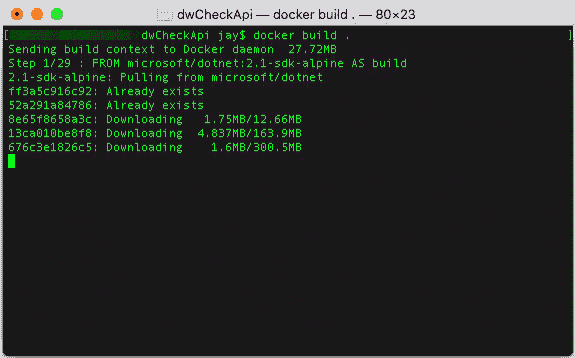 dwCheckApi — docker build . — 80×23
[ dwCheckApi jay$ docker build . ]
Sending build context to Docker daemon  27.72MB
Step 1/29 : FROM microsoft/dotnet:2.1-sdk-alpine AS build
2.1-sdk-alpine: Pulling from microsoft/dotnet
ff3a5c916c92: Already exists
52a291a84786: Already exists
8e65f8658a3c: Downloading   1.75MB/12.66MB
13ca010be8f8: Downloading  4.837MB/163.9MB
676c3e1826c5: Downloading    1.6MB/300.5MB